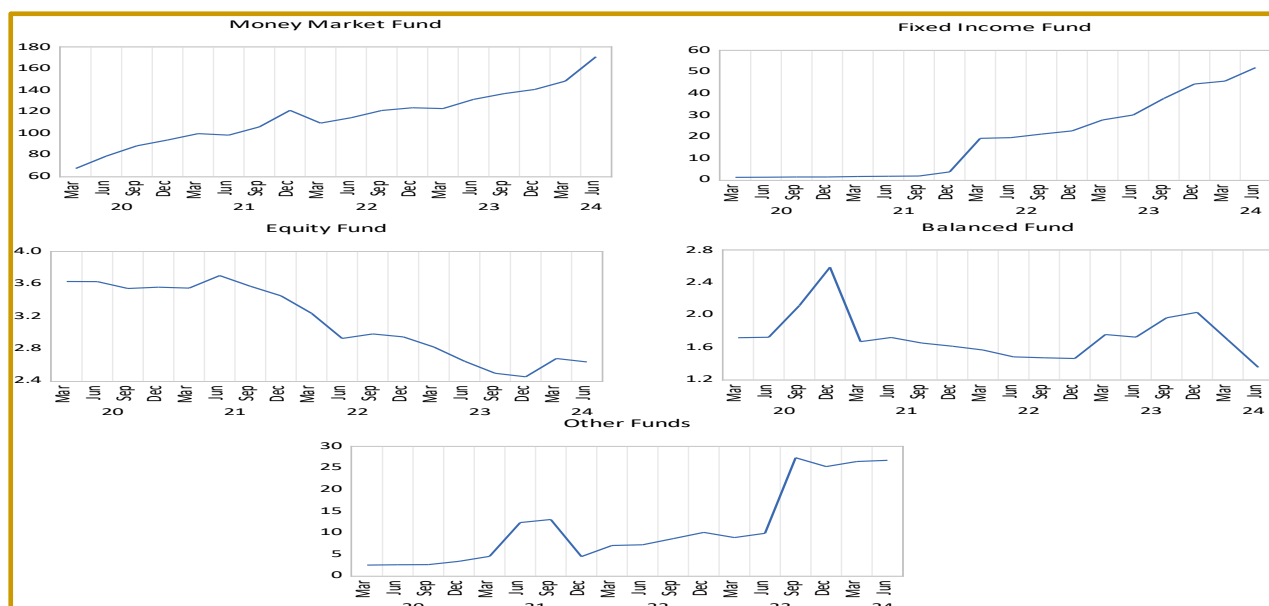 Money Market Fund
180
160
140
120
100
80
60
Mar Jun Sep Dec Mar Jun Sep Dec Mar Jun Sep Dec Mar Jun Sep Dec Mar Jun
20 21 22 23 24
Fixed Income Fund
60
50
40
30
20
10
0
Mar Jun Sep Dec Mar Jun Sep Dec Mar Jun Sep Dec Mar Jun Sep Dec Mar Jun
20 21 22 23 24
Equity Fund
4.0
3.6
3.2
2.8
2.4
Mar Jun Sep Dec Mar Jun Sep Dec Mar Jun Sep Dec Mar Jun Sep Dec Mar Jun
20 21 22 23 24
Balanced Fund
2.8
2.4
2.0
1.6
1.2
Mar Jun Sep Dec Mar Jun Sep Dec Mar Jun Sep Dec Mar Jun Sep Dec Mar Jun
20 21 22 23 24
Other Funds
30
25
20
15
10
5
0
Mar Jun Sep Dec Mar Jun Sep Dec Mar Jun Sep Dec Mar Jun Sep Dec Mar Jun